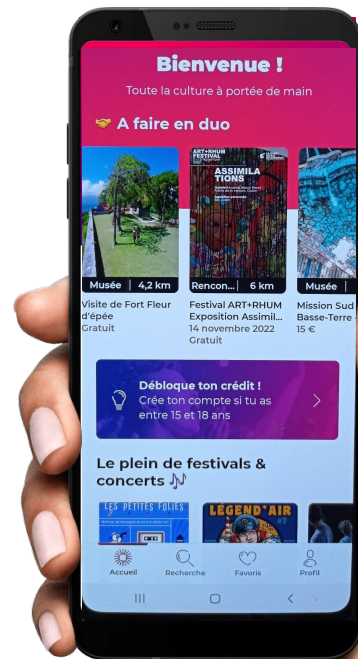 Bienvenue !
Toute la culture à portée de main
A faire en duo
ART+RHUM
FESTIVAL
ASSIMILA
TIONS
Musée | 4,2 km
Rencon... | 6 km
Musée |
Visite de Fort Fleur
d'épée
Gratuit
Festival ART+RHUM
Exposition Assimil...
14 novembre 2022
Gratuit
Mission Sud
Basse-Terre
15 €
Débloque ton crédit !
Crée ton compte si tu as
entre 15 et 18 ans
Le plein de festivals &
concerts
LES PETITES FOLIES
LEGEND'AIR
#7
Accueil
Recherche
Favoris
Profil